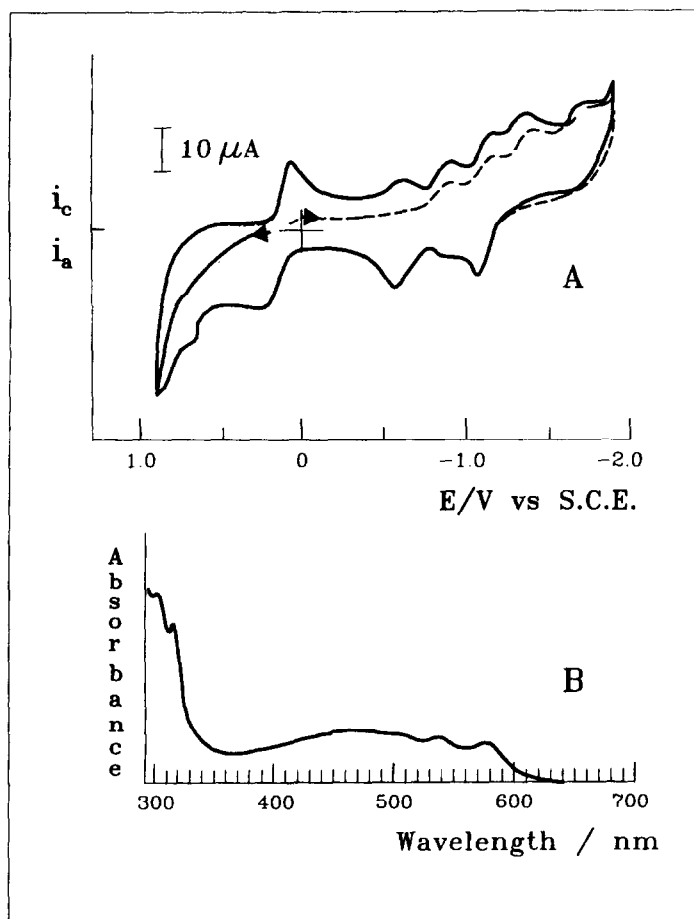 10 μA
i_c
i_a
A
1.0 0 -1.0 -2.0
E/V vs S.C.E.
Absorbance
B
300 400 500 600 700
Wavelength / nm